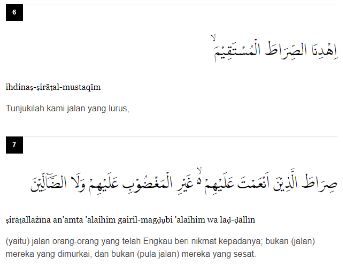 6
اِهْدِنَا الصِّرَاطَ الْمُسْتَقِيْمَۙ
ihdinaṣ-ṣirāṭal-mustaqīm
Tunjukilah kami jalan yang lurus,
7
صِرَاطَ الَّذِيْنَ اَنْعَمْتَ عَلَيْهِمْ ەۙ غَيْرِ الْمَغْضُوْبِ عَلَيْهِمْ وَلَا الضَّاۤلِّيْنَ
ṣirāṭallażīna an'amta 'alaihim gairil-magḍụbi 'alaihim wa laḍ-ḍāllīn
(yaitu) jalan orang-orang yang telah Engkau beri nikmat kepadanya; bukan (jalan)
mereka yang dimurkai, dan bukan (pula jalan) mereka yang sesat.